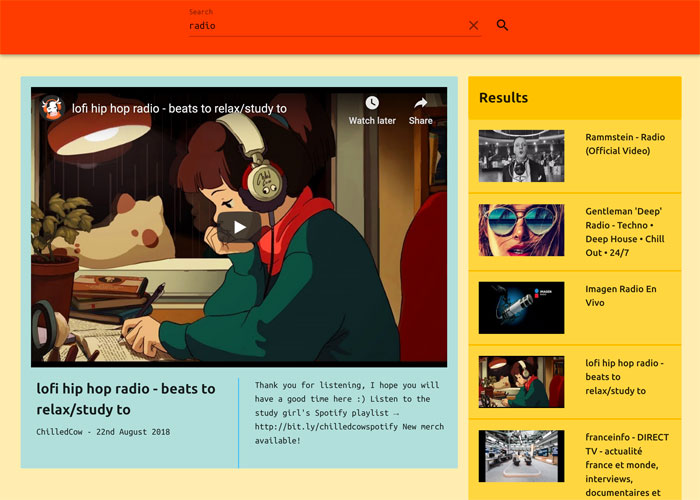 Search
radio
lofi hip hop radio - beats to relax/study to
Watch later
Share
lofi hip hop radio - beats to
relax/study to
ChilledCow - 22nd August 2018
Thank you for listening, I hope you will
have a good time here :) Listen to the
study girl's Spotify playlist →
http://bit.ly/chilledcowspotify New merch
available!
Results
Rammstein - Radio
(Official Video)
Gentleman 'Deep'
Radio - Techno •
Deep House • Chill
Out • 24/7
Imagen Radio En
Vivo
lofi hip hop radio -
beats to
relax/study to
franceinfo - DIRECT
TV - actualité
france et monde,
interviews,
documentaires et